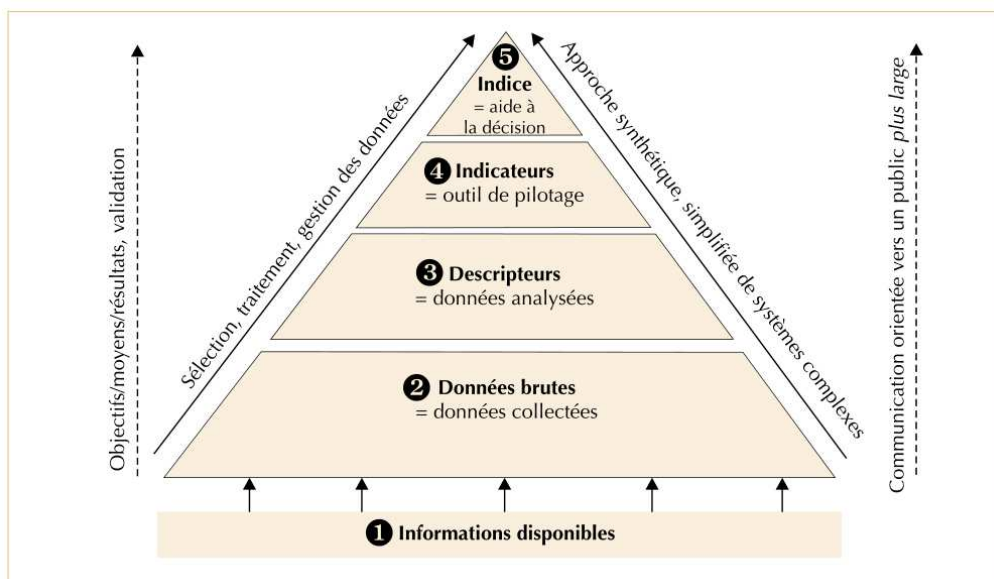 Objectifs/moyens/résultats, validation
Sélection, traitement, gestion des données
5
Indice
= aide à
la décision
4 Indicateurs
= outil de pilotage
3 Descripteurs
= données analysées
2 Données brutes
= données collectées
1 Informations disponibles
Approche synthétique, simplifiée de systèmes complexes
Communication orientée vers un public plus large